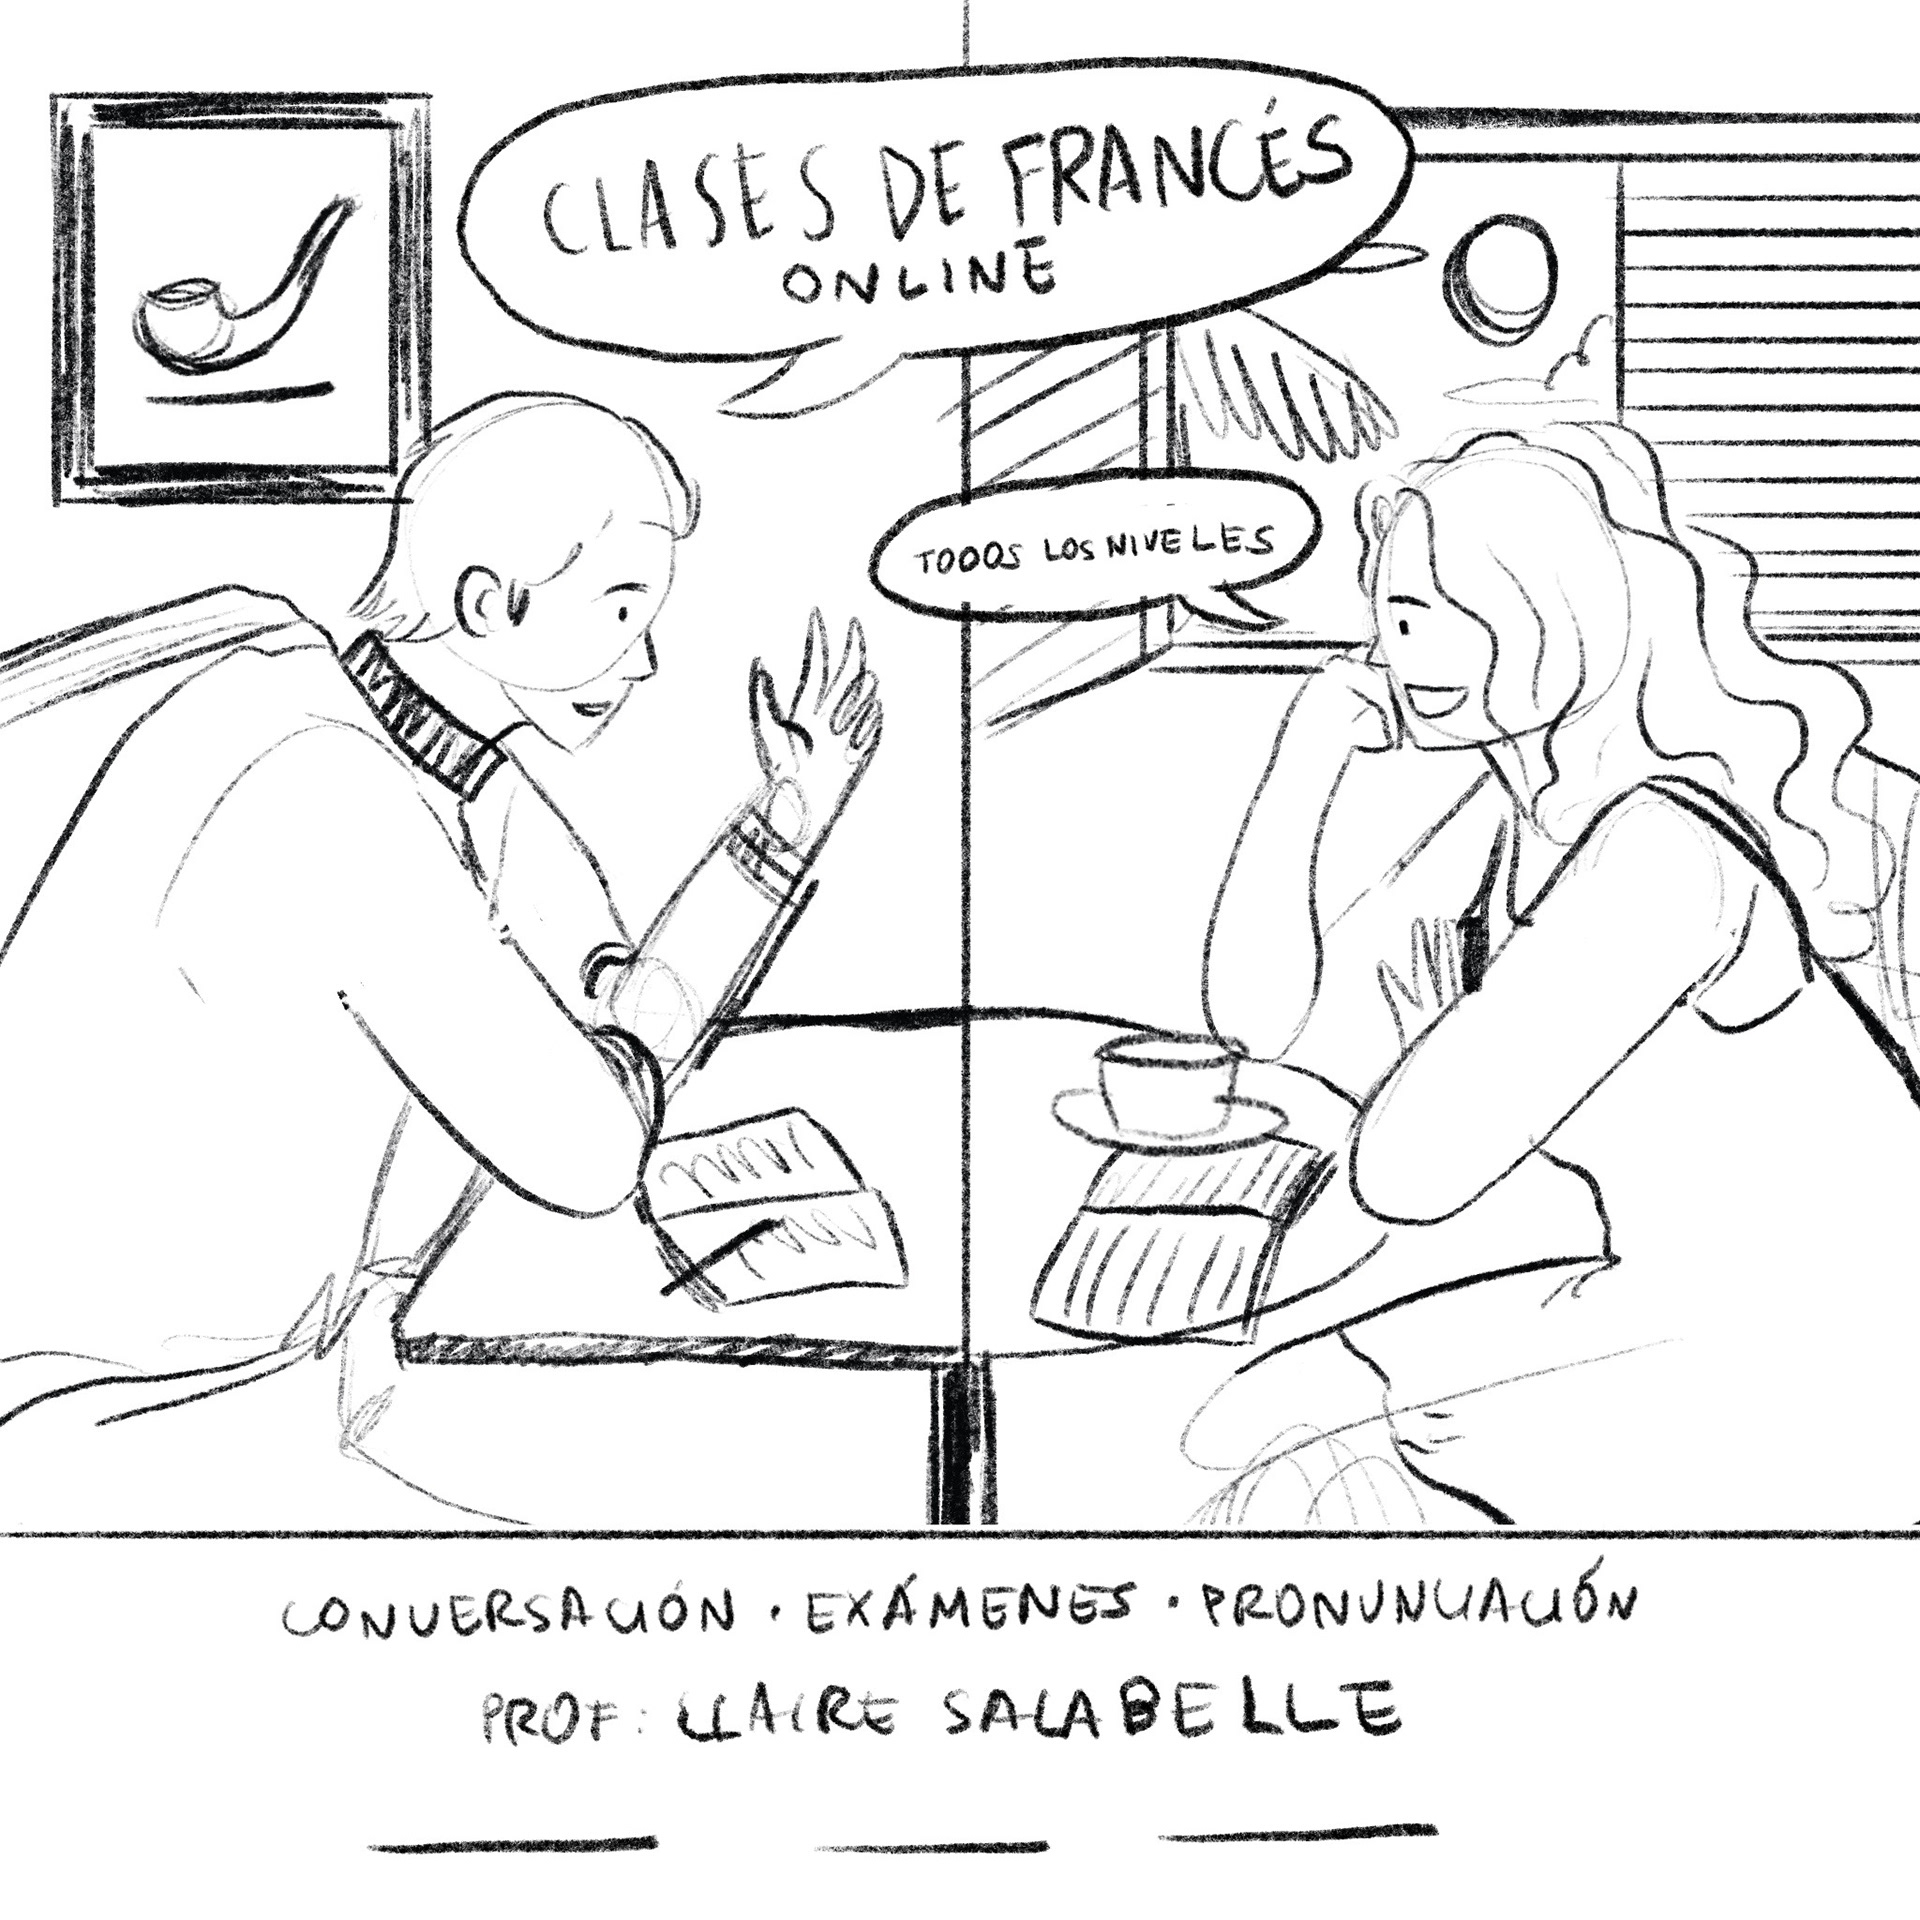 CLASES DE FRANCÉS
ONLINE
TODOS LOS NIVELES
CONVERSACIÓN · EXÁMENES · PRONUNCIACIÓN
PROF: CLAIRE SALABELLE